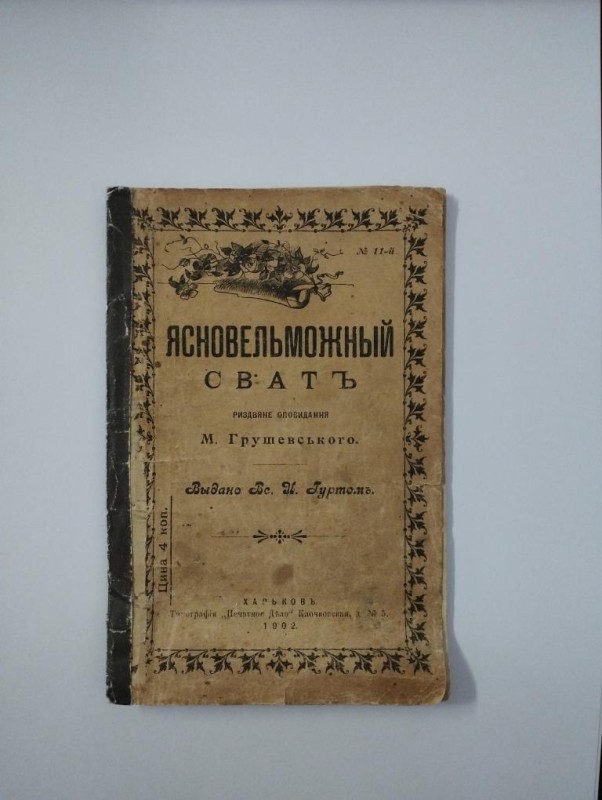 № 11-й
ЯСНОВЕЛЬМОЖНЫЙ
СВАТЪ
РИЗДВЯНЕ ОПОВИДАННЯ
М. Грушевського.
Выдано Вс. И. Гуртомъ.
Цина 4 коп.
ХАРЬКОВЪ.
Типографія „Печатное Дѣло" Клочковская, д. № 5.
1902.